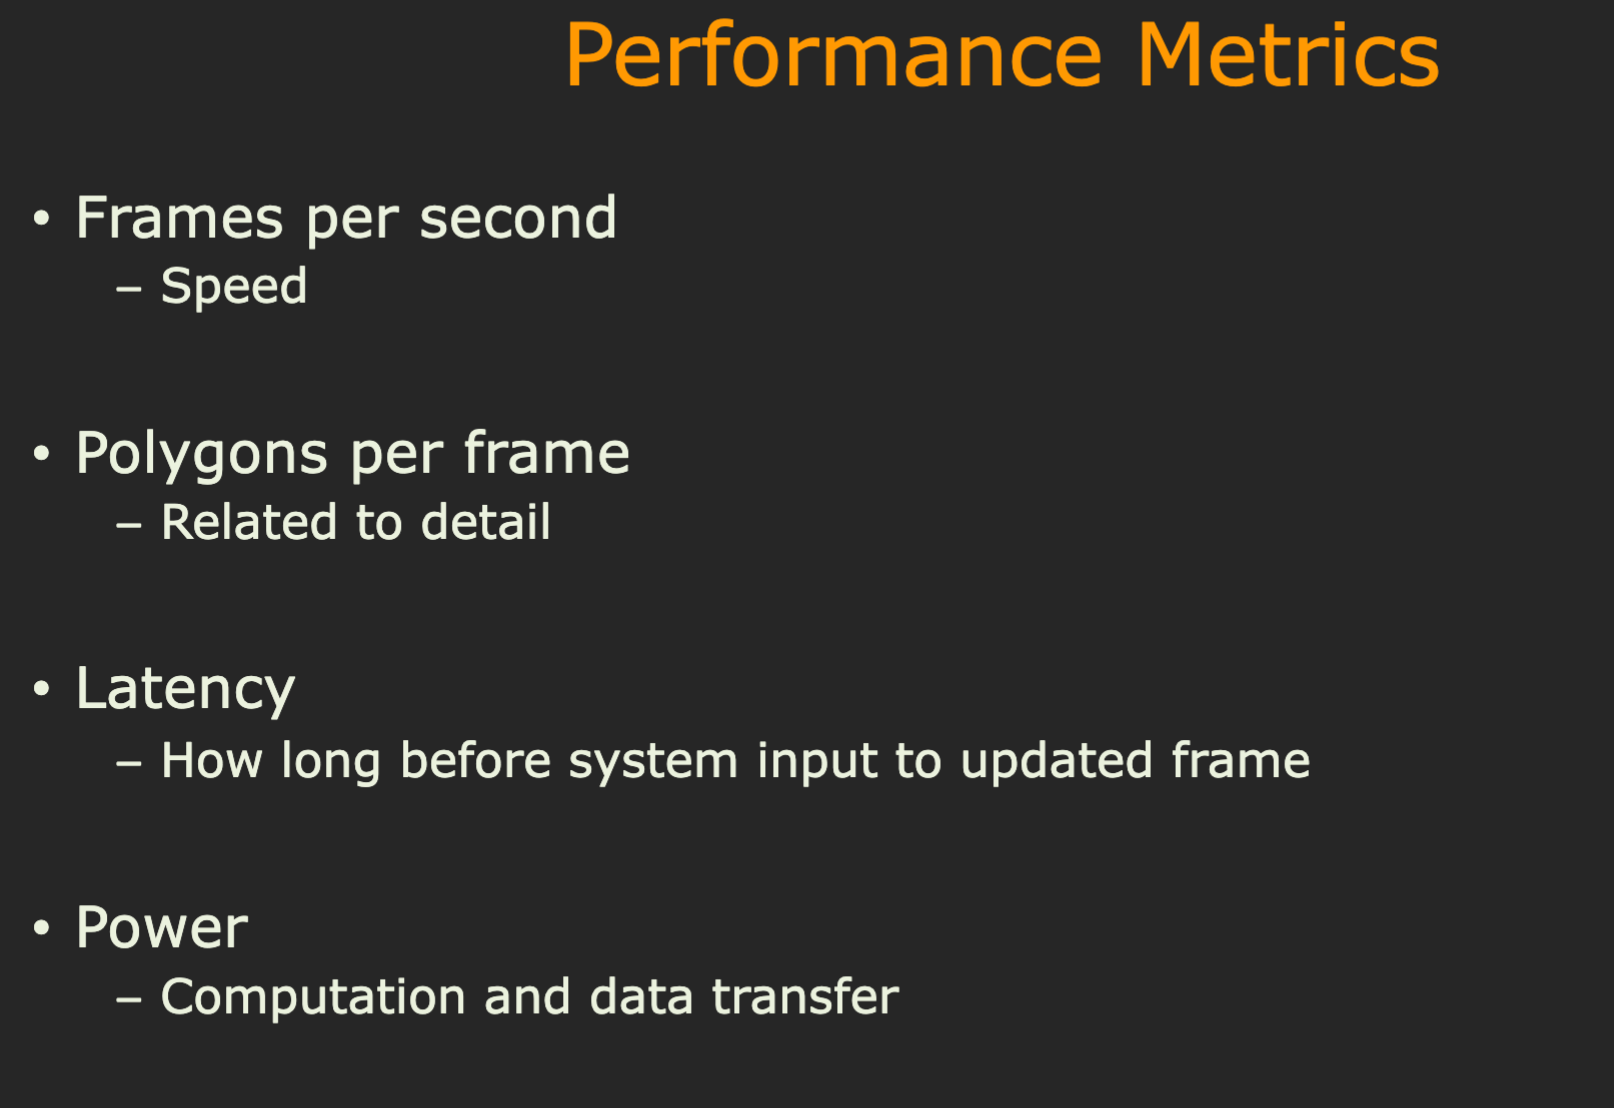 Performance Metrics
• Frames per second
– Speed
• Polygons per frame
– Related to detail
• Latency
– How long before system input to updated frame
• Power
– Computation and data transfer